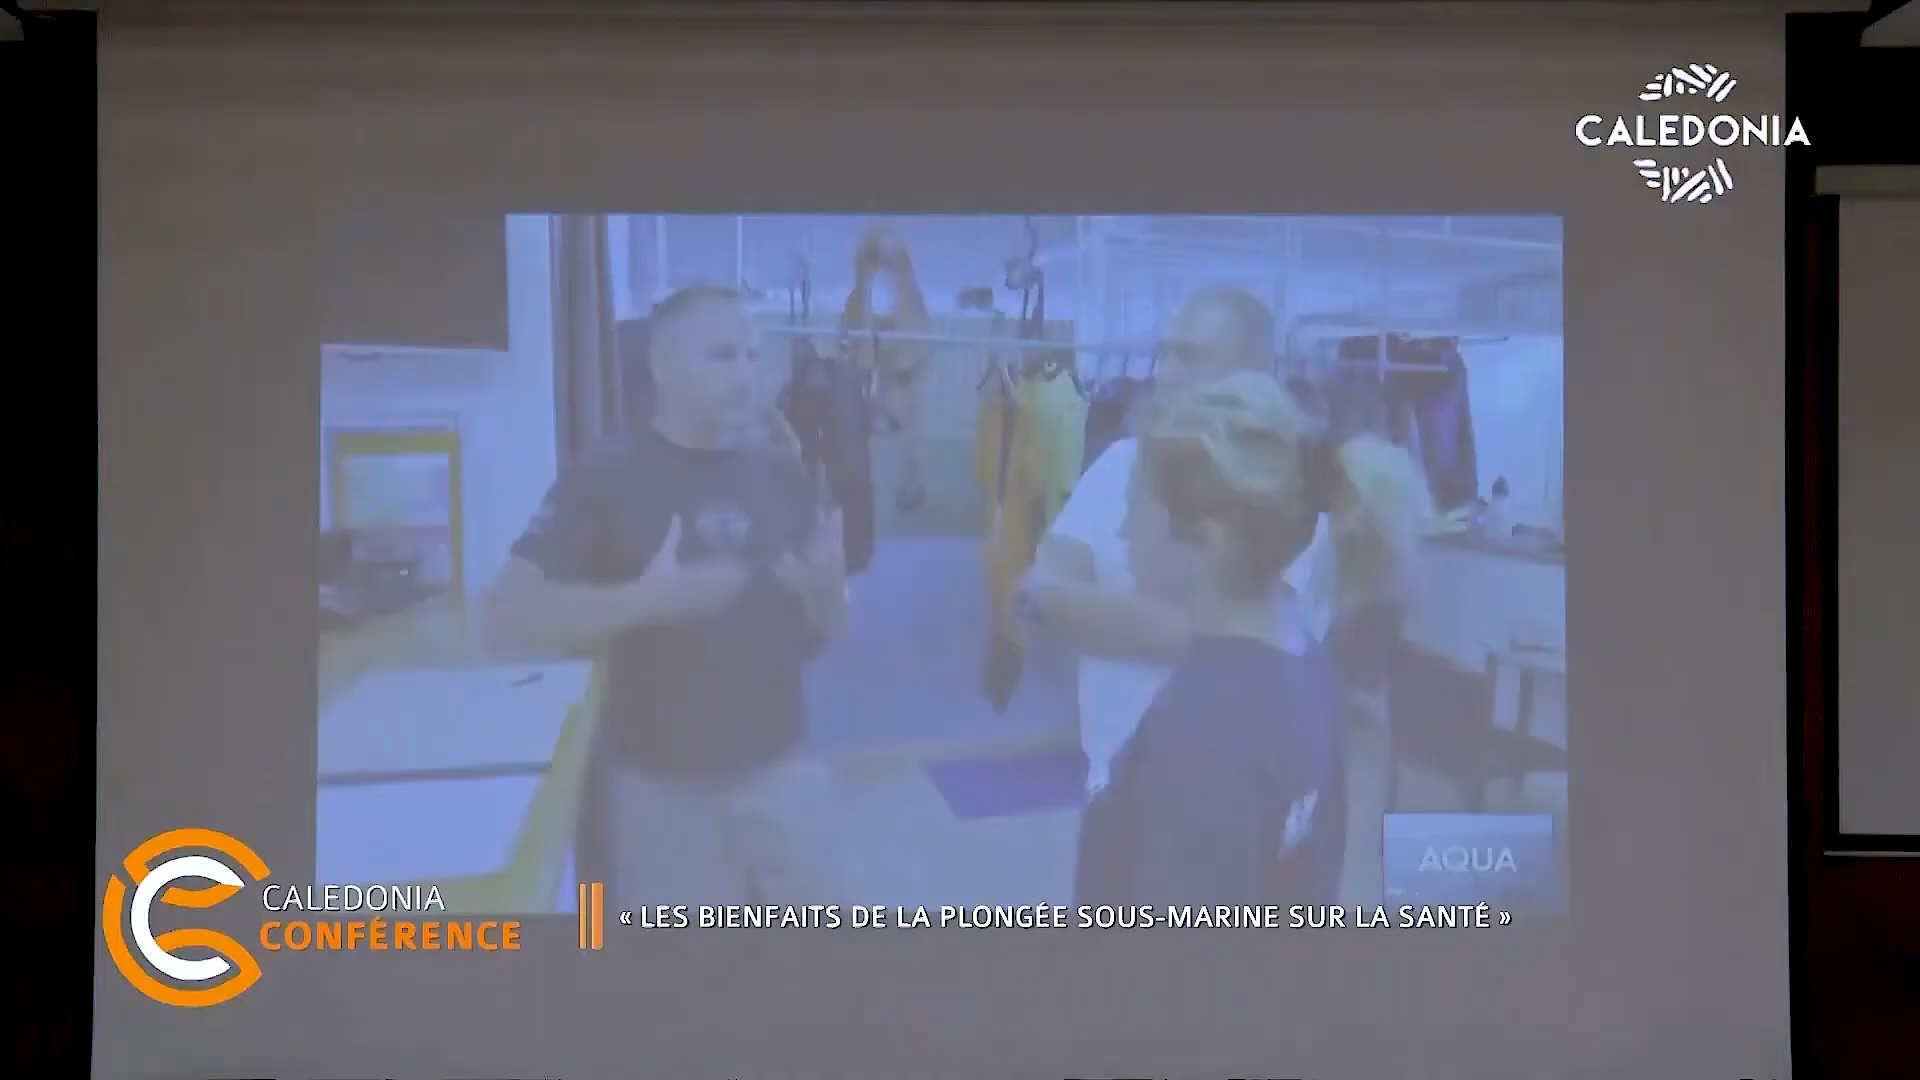 CALEDONIA
AQUA
CALEDONIA
CONFÉRENCE
« LES BIENFAITS DE LA PLONGÉE SOUS-MARINE SUR LA SANTÉ »